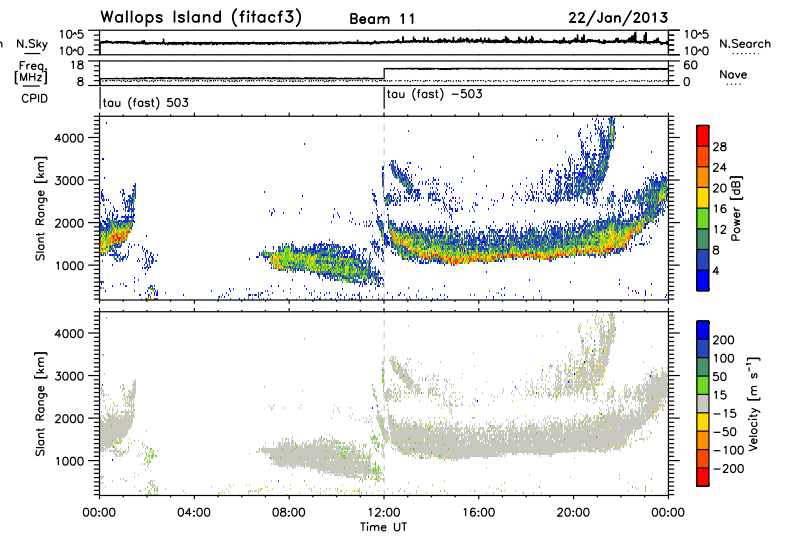 Wallops Island (fitacf3) Beam 11 22/Jan/2013
n N.Sky 10^5 10^0 10^5 10^0 N.Search
Freq. [MHz] 18 8 60 0 Nave
CPID tau (fast) 503 tau (fast) -503
Slant Range [km]
4000
3000
2000
1000
Power [dB]
28
24
20
16
12
8
4
Slant Range [km]
4000
3000
2000
1000
Velocity [m s⁻¹]
200
100
50
15
-15
-50
-100
-200
00:00 04:00 08:00 12:00 16:00 20:00 00:00
Time UT